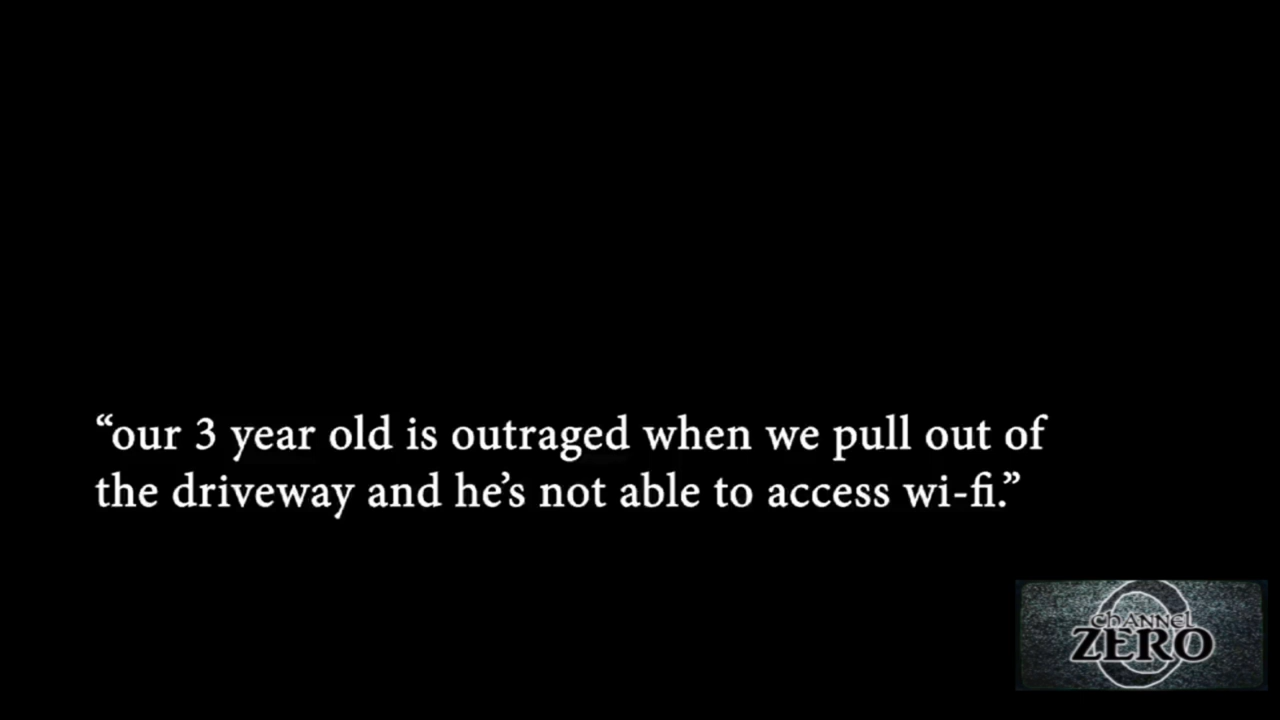 “our 3 year old is outraged when we pull out of
the driveway and he’s not able to access wi-fi.”
chANNEL
ZERO